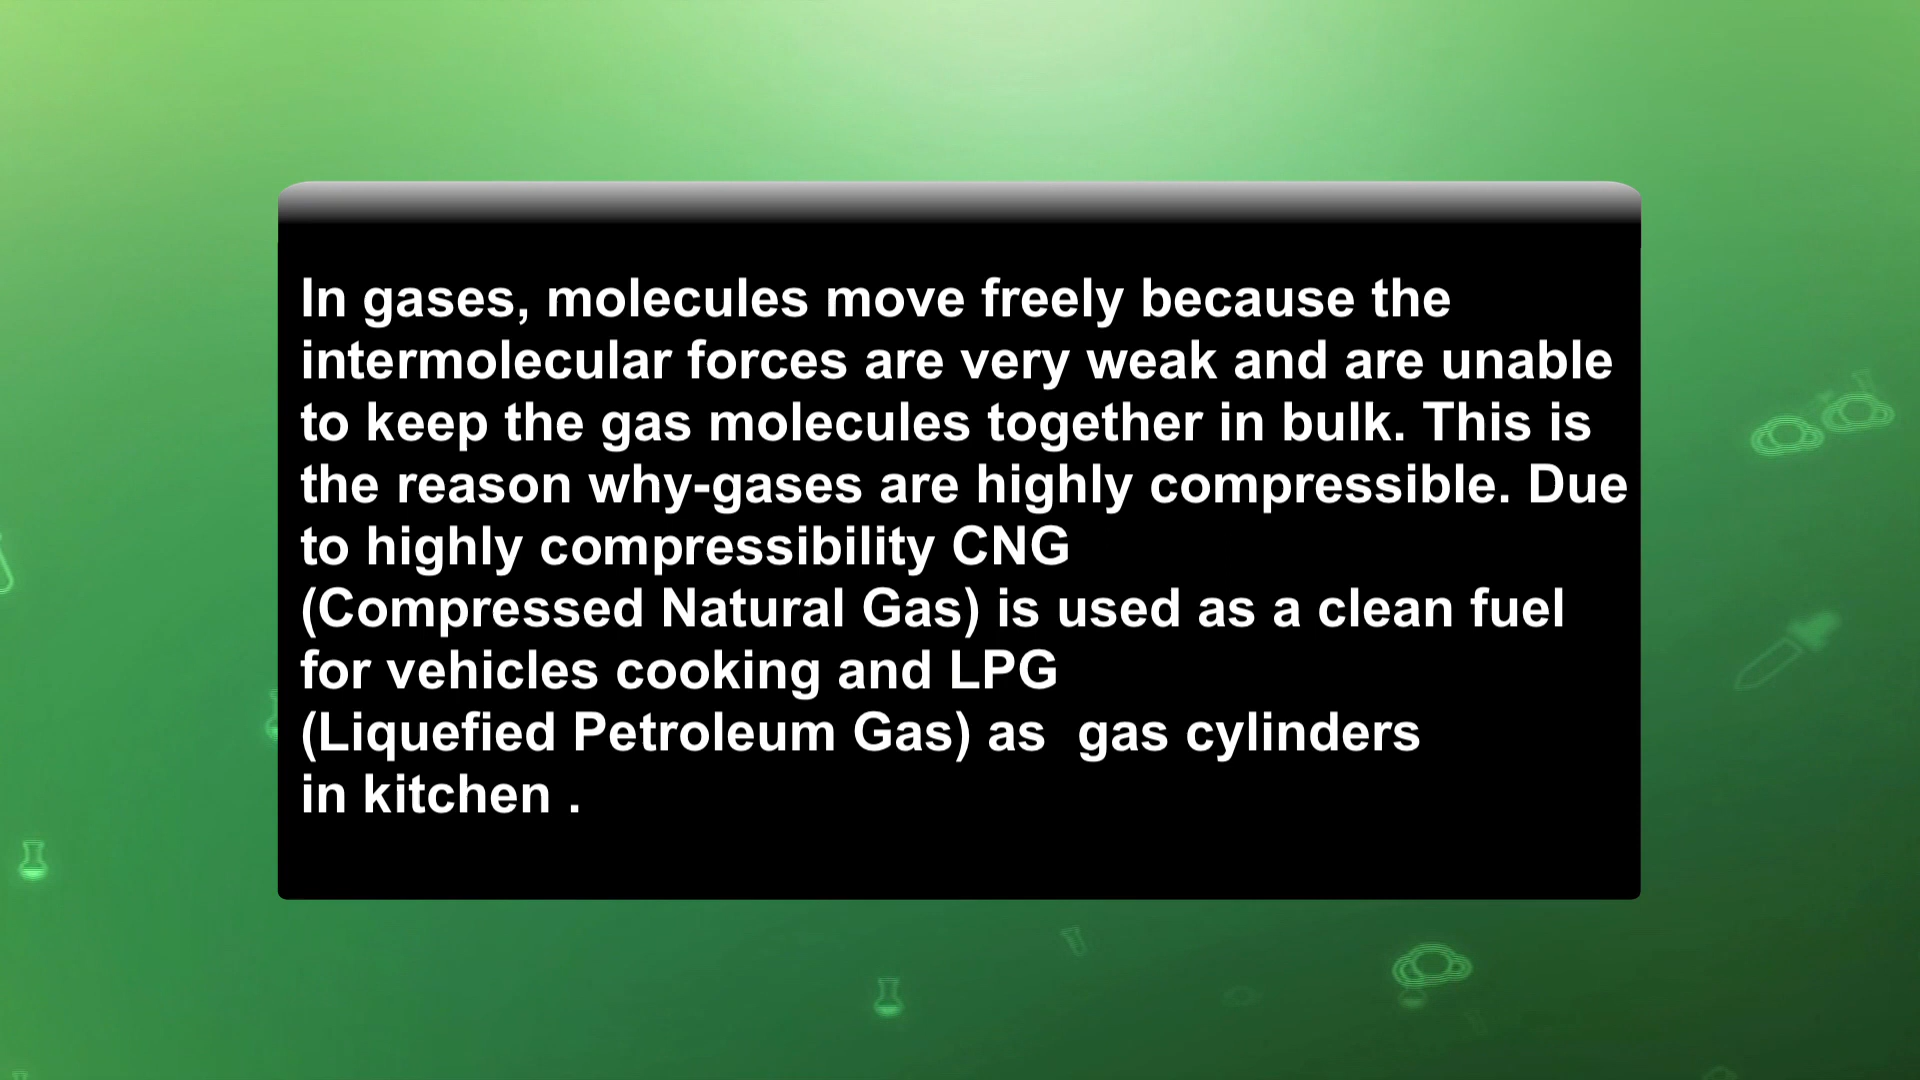 In gases, molecules move freely because the
intermolecular forces are very weak and are unable
to keep the gas molecules together in bulk. This is
the reason why-gases are highly compressible. Due
to highly compressibility CNG
(Compressed Natural Gas) is used as a clean fuel
for vehicles cooking and LPG
(Liquefied Petroleum Gas) as  gas cylinders
in kitchen .